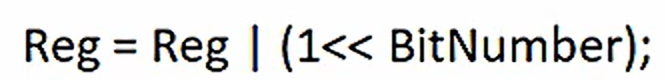 Reg = Reg | (1<< BitNumber);